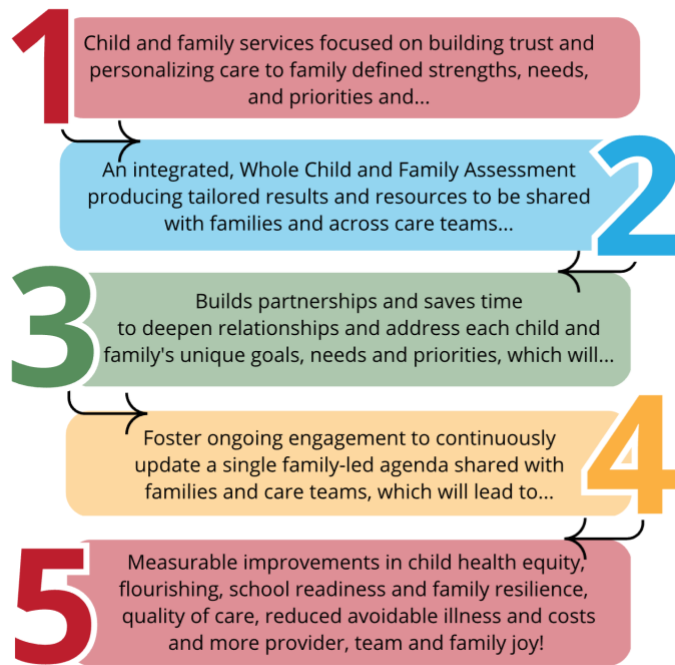 1
Child and family services focused on building trust and
personalizing care to family defined strengths, needs,
and priorities and...
2
An integrated, Whole Child and Family Assessment
producing tailored results and resources to be shared
with families and across care teams...
3
Builds partnerships and saves time
to deepen relationships and address each child and
family's unique goals, needs and priorities, which will...
4
Foster ongoing engagement to continuously
update a single family-led agenda shared with
families and care teams, which will lead to...
5
Measurable improvements in child health equity,
flourishing, school readiness and family resilience,
quality of care, reduced avoidable illness and costs
and more provider, team and family joy!